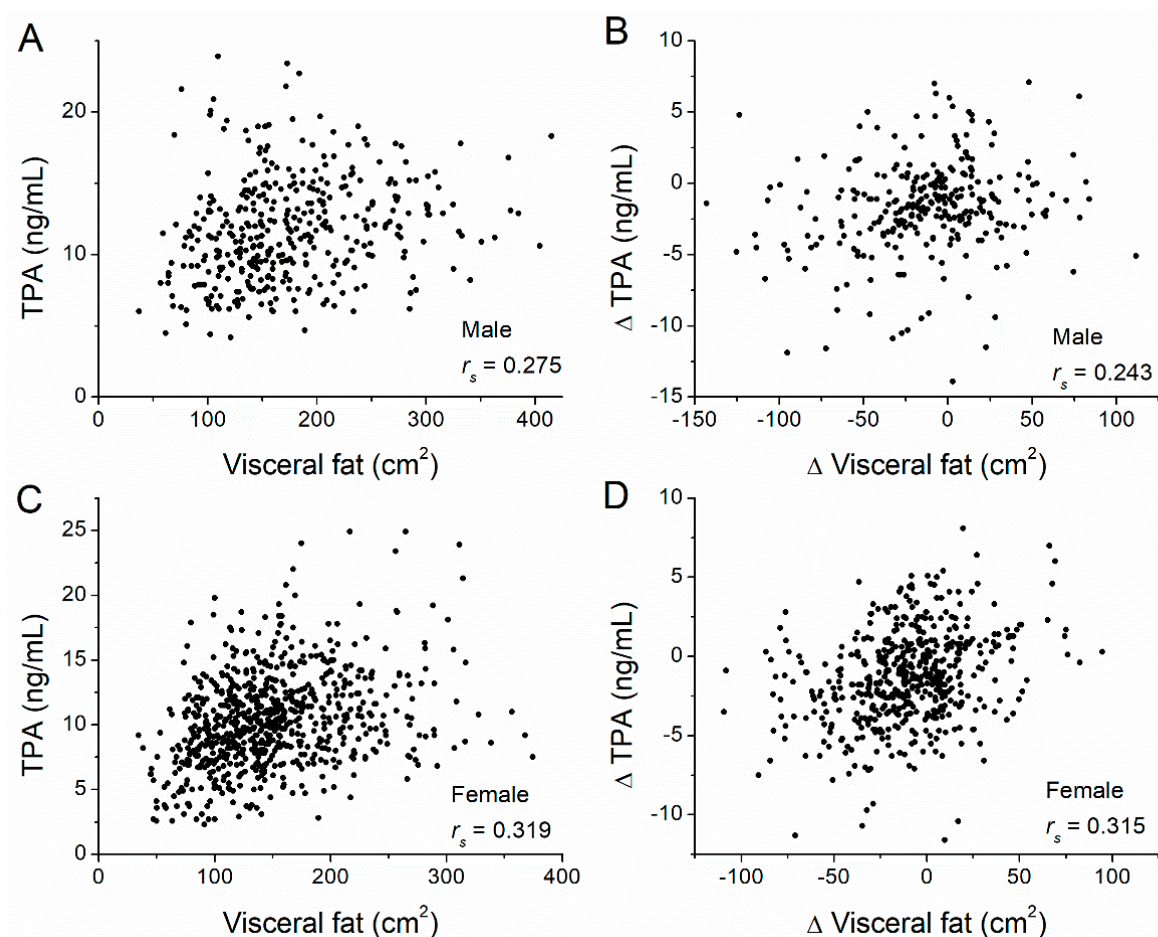 A
TPA (ng/mL)
20
10
0
0
100
200
300
400
Visceral fat (cm²)
Male
rₛ = 0.275
B
Δ TPA (ng/mL)
10
5
0
-5
-10
-15
-150
-100
-50
0
50
100
Δ Visceral fat (cm²)
Male
rₛ = 0.243
C
TPA (ng/mL)
25
20
15
10
5
0
0
100
200
300
400
Visceral fat (cm²)
Female
rₛ = 0.319
D
Δ TPA (ng/mL)
10
5
0
-5
-10
-100
-50
0
50
100
Δ Visceral fat (cm²)
Female
rₛ = 0.315